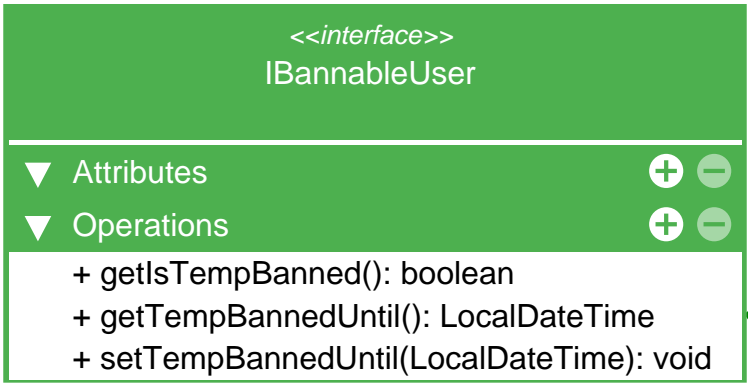 <<interface>>
IBannableUser
Attributes
Operations
+ getIsTempBanned(): boolean
+ getTempBannedUntil(): LocalDateTime
+ setTempBannedUntil(LocalDateTime): void